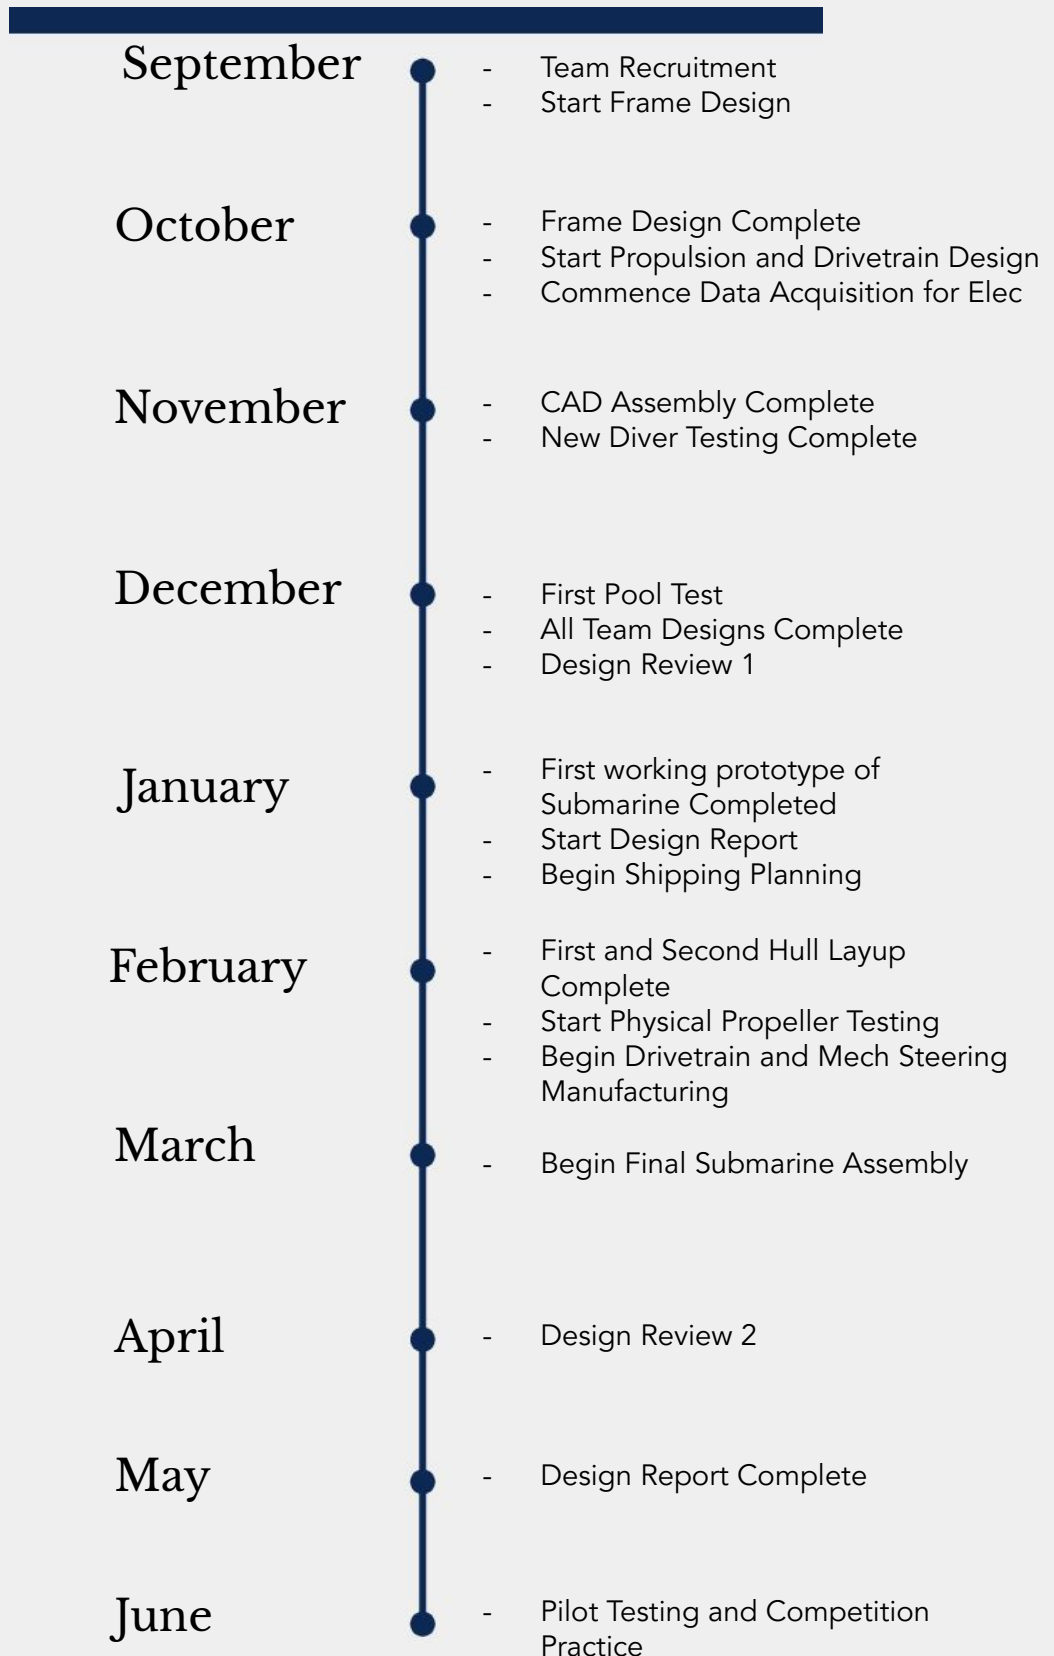 September
- Team Recruitment
- Start Frame Design
October
- Frame Design Complete
- Start Propulsion and Drivetrain Design
- Commence Data Acquisition for Elec
November
- CAD Assembly Complete
- New Diver Testing Complete
December
- First Pool Test
- All Team Designs Complete
- Design Review 1
January
- First working prototype of
Submarine Completed
- Start Design Report
- Begin Shipping Planning
February
- First and Second Hull Layup
Complete
- Start Physical Propeller Testing
- Begin Drivetrain and Mech Steering
Manufacturing
March
- Begin Final Submarine Assembly
April
- Design Review 2
May
- Design Report Complete
June
- Pilot Testing and Competition
Practice